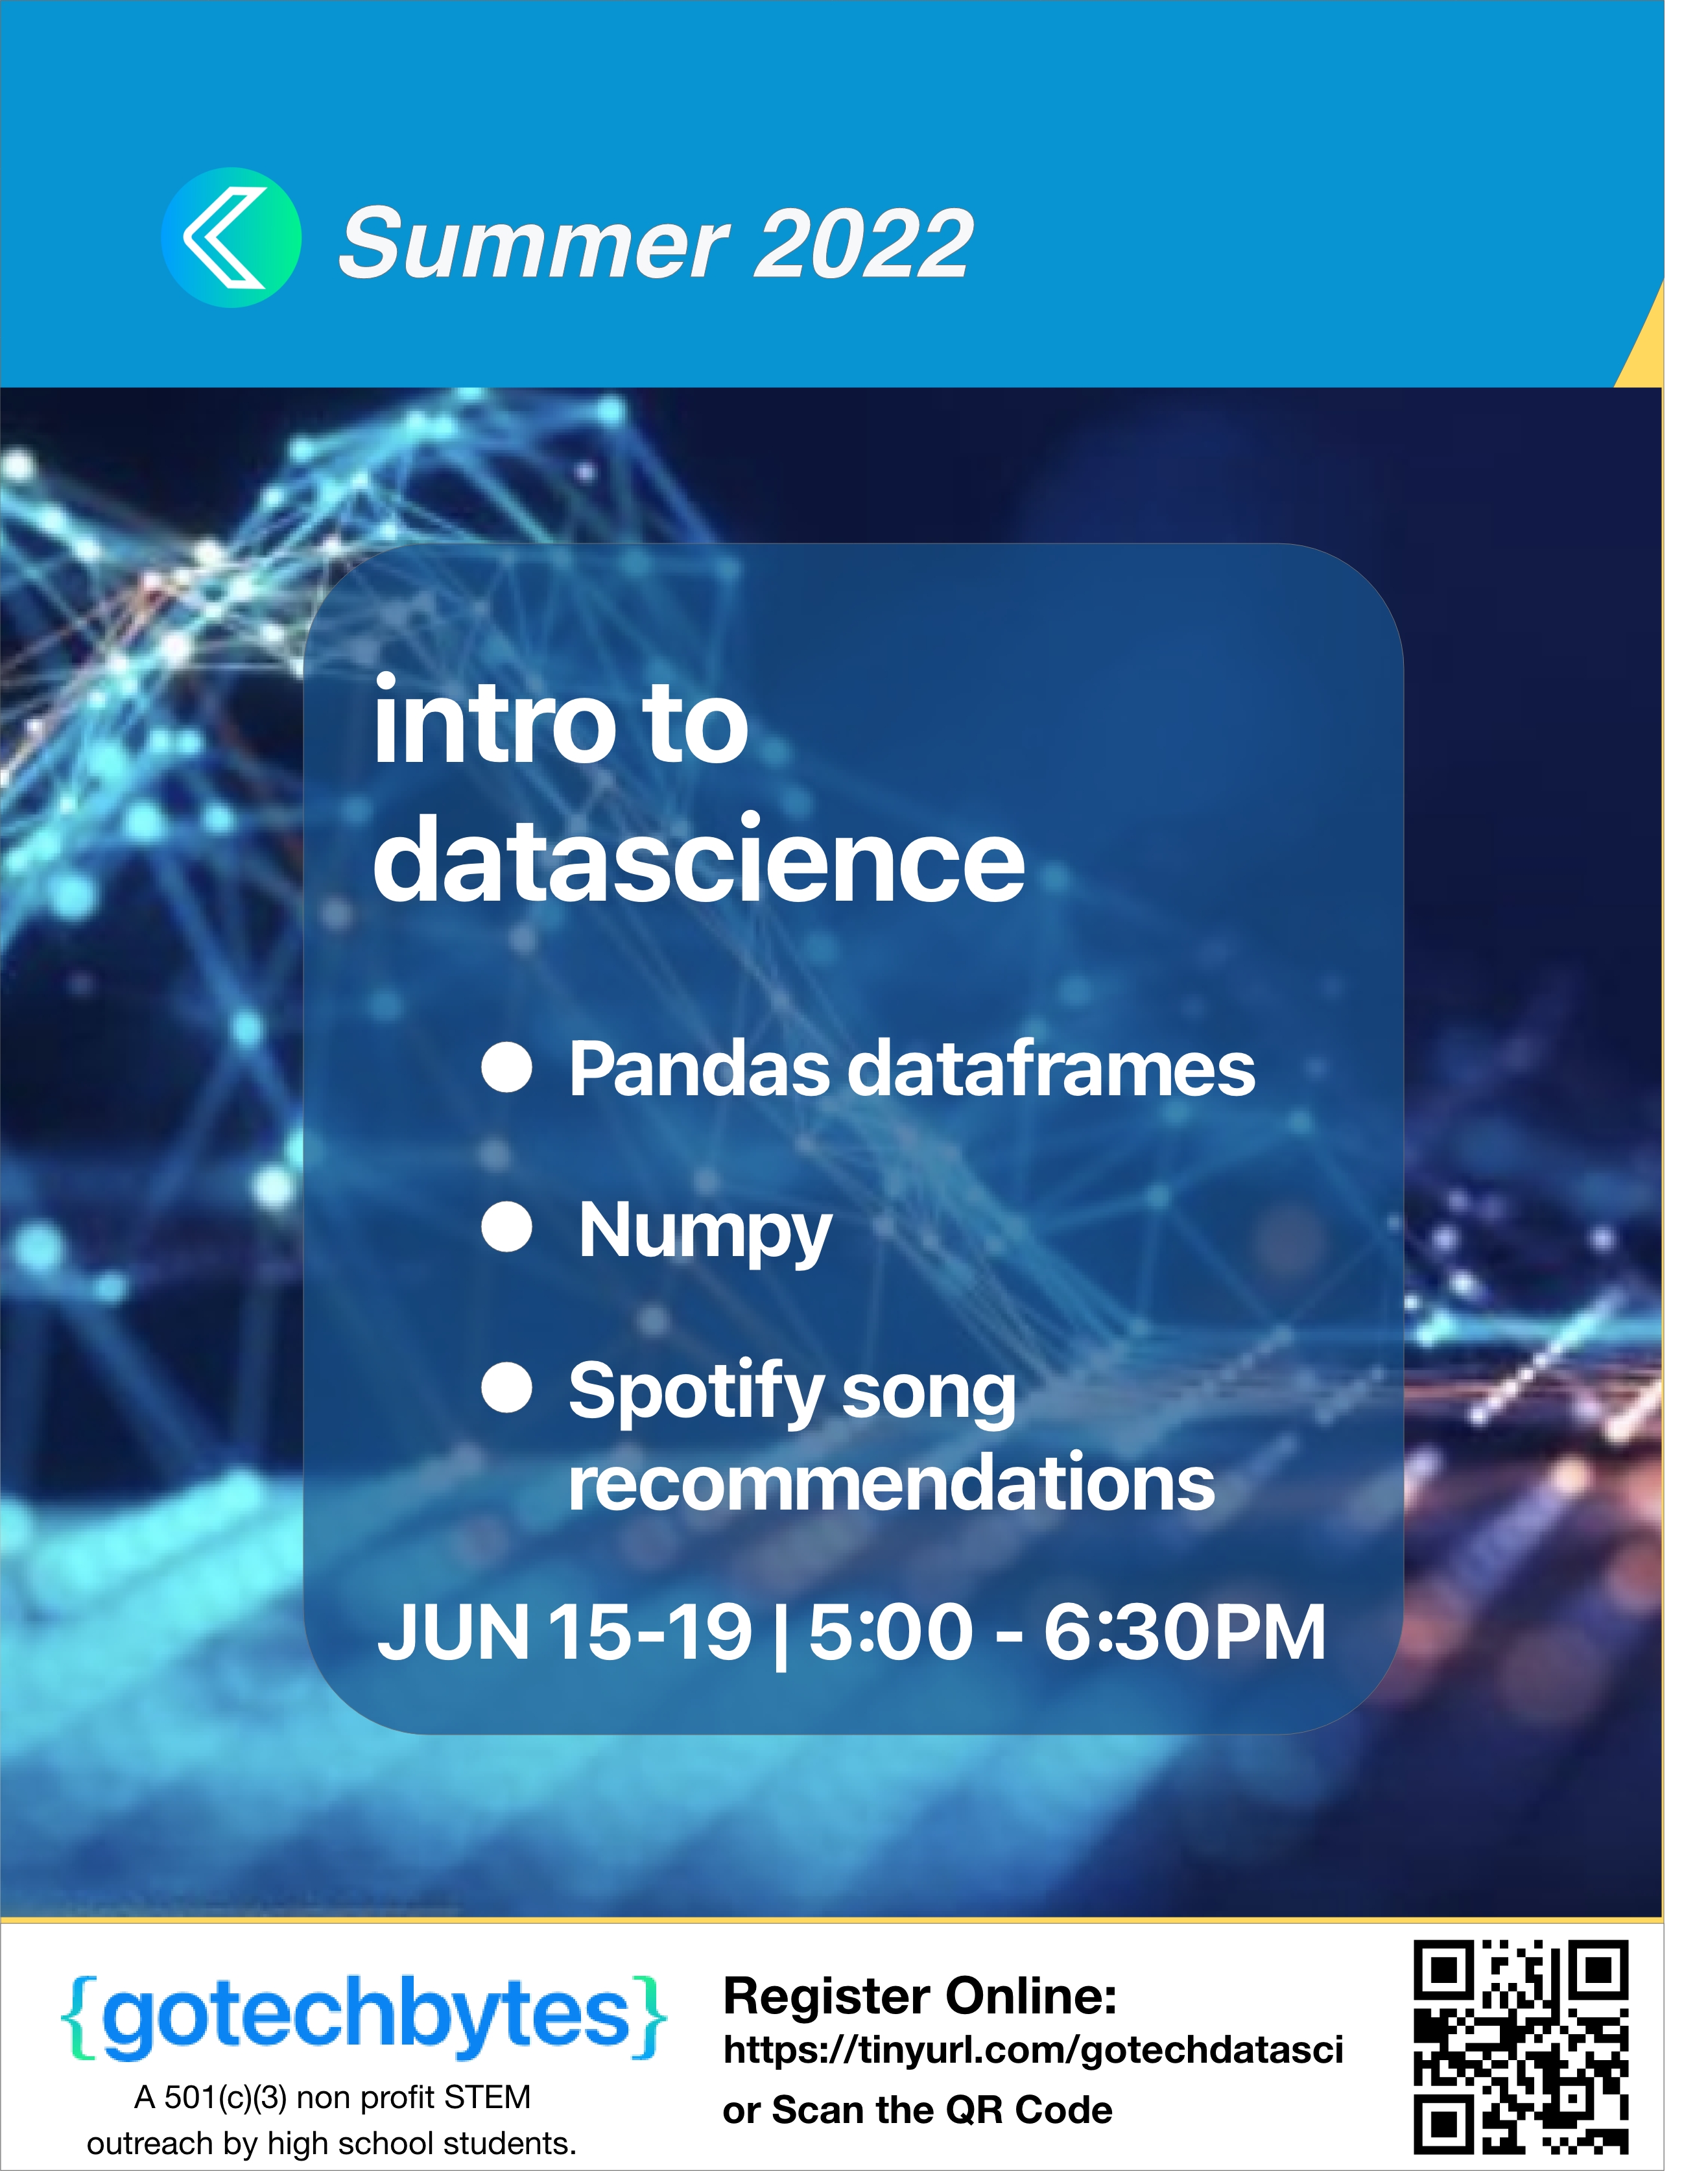 Summer 2022
intro to
datascience
● Pandas dataframes
● Numpy
● Spotify song
recommendations
JUN 15-19 | 5:00 - 6:30PM
{gotechbytes}
A 501(c)(3) non profit STEM
outreach by high school students.
Register Online:
https://tinyurl.com/gotechdatasci
or Scan the QR Code